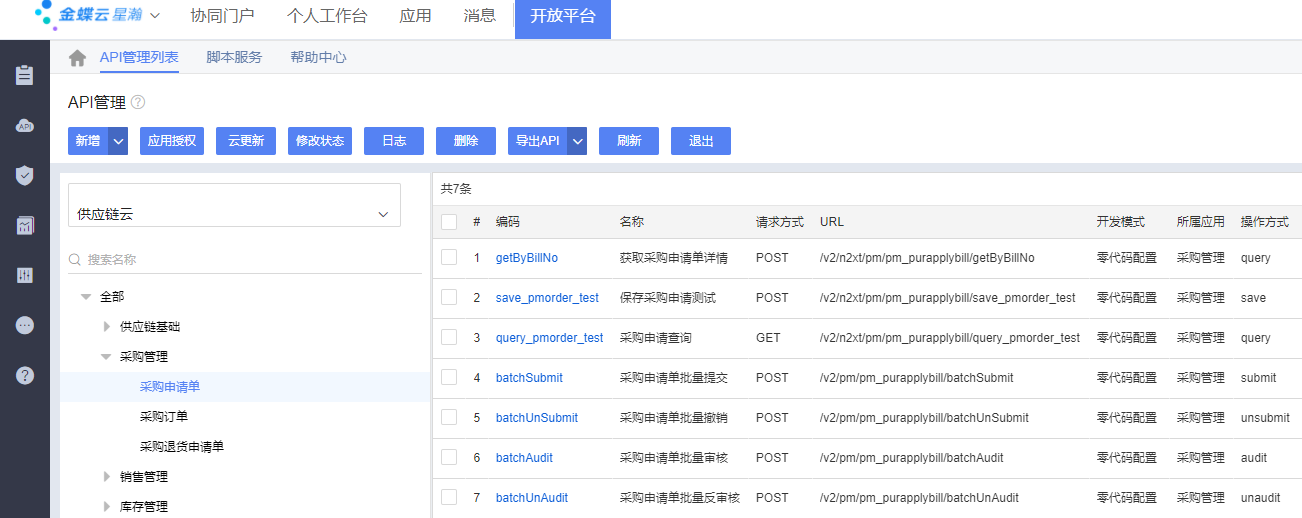 金蝶云 星瀚 协同门户 个人工作台 应用 消息 开放平台
API管理列表 脚本服务 帮助中心
API
API管理 ?
新增 应用授权 云更新 修改状态 日志 删除 导出API 刷新 退出
供应链云
搜索名称
全部
供应链基础
采购管理
采购申请单
采购订单
采购退货申请单
销售管理
库存管理
共7条
# 编码 名称 请求方式 URL 开发模式 所属应用 操作方式
1 getByBillNo 获取采购申请单详情 POST /v2/n2xt/pm/pm_purapplybill/getByBillNo 零代码配置 采购管理 query
2 save_pmorder_test 保存采购申请测试 POST /v2/n2xt/pm/pm_purapplybill/save_pmorder_test 零代码配置 采购管理 save
3 query_pmorder_test 采购申请查询 GET /v2/n2xt/pm/pm_purapplybill/query_pmorder_test 零代码配置 采购管理 query
4 batchSubmit 采购申请单批量提交 POST /v2/pm/pm_purapplybill/batchSubmit 零代码配置 采购管理 submit
5 batchUnSubmit 采购申请单批量撤销 POST /v2/pm/pm_purapplybill/batchUnSubmit 零代码配置 采购管理 unsubmit
6 batchAudit 采购申请单批量审核 POST /v2/pm/pm_purapplybill/batchAudit 零代码配置 采购管理 audit
7 batchUnAudit 采购申请单批量反审核 POST /v2/pm/pm_purapplybill/batchUnAudit 零代码配置 采购管理 unaudit